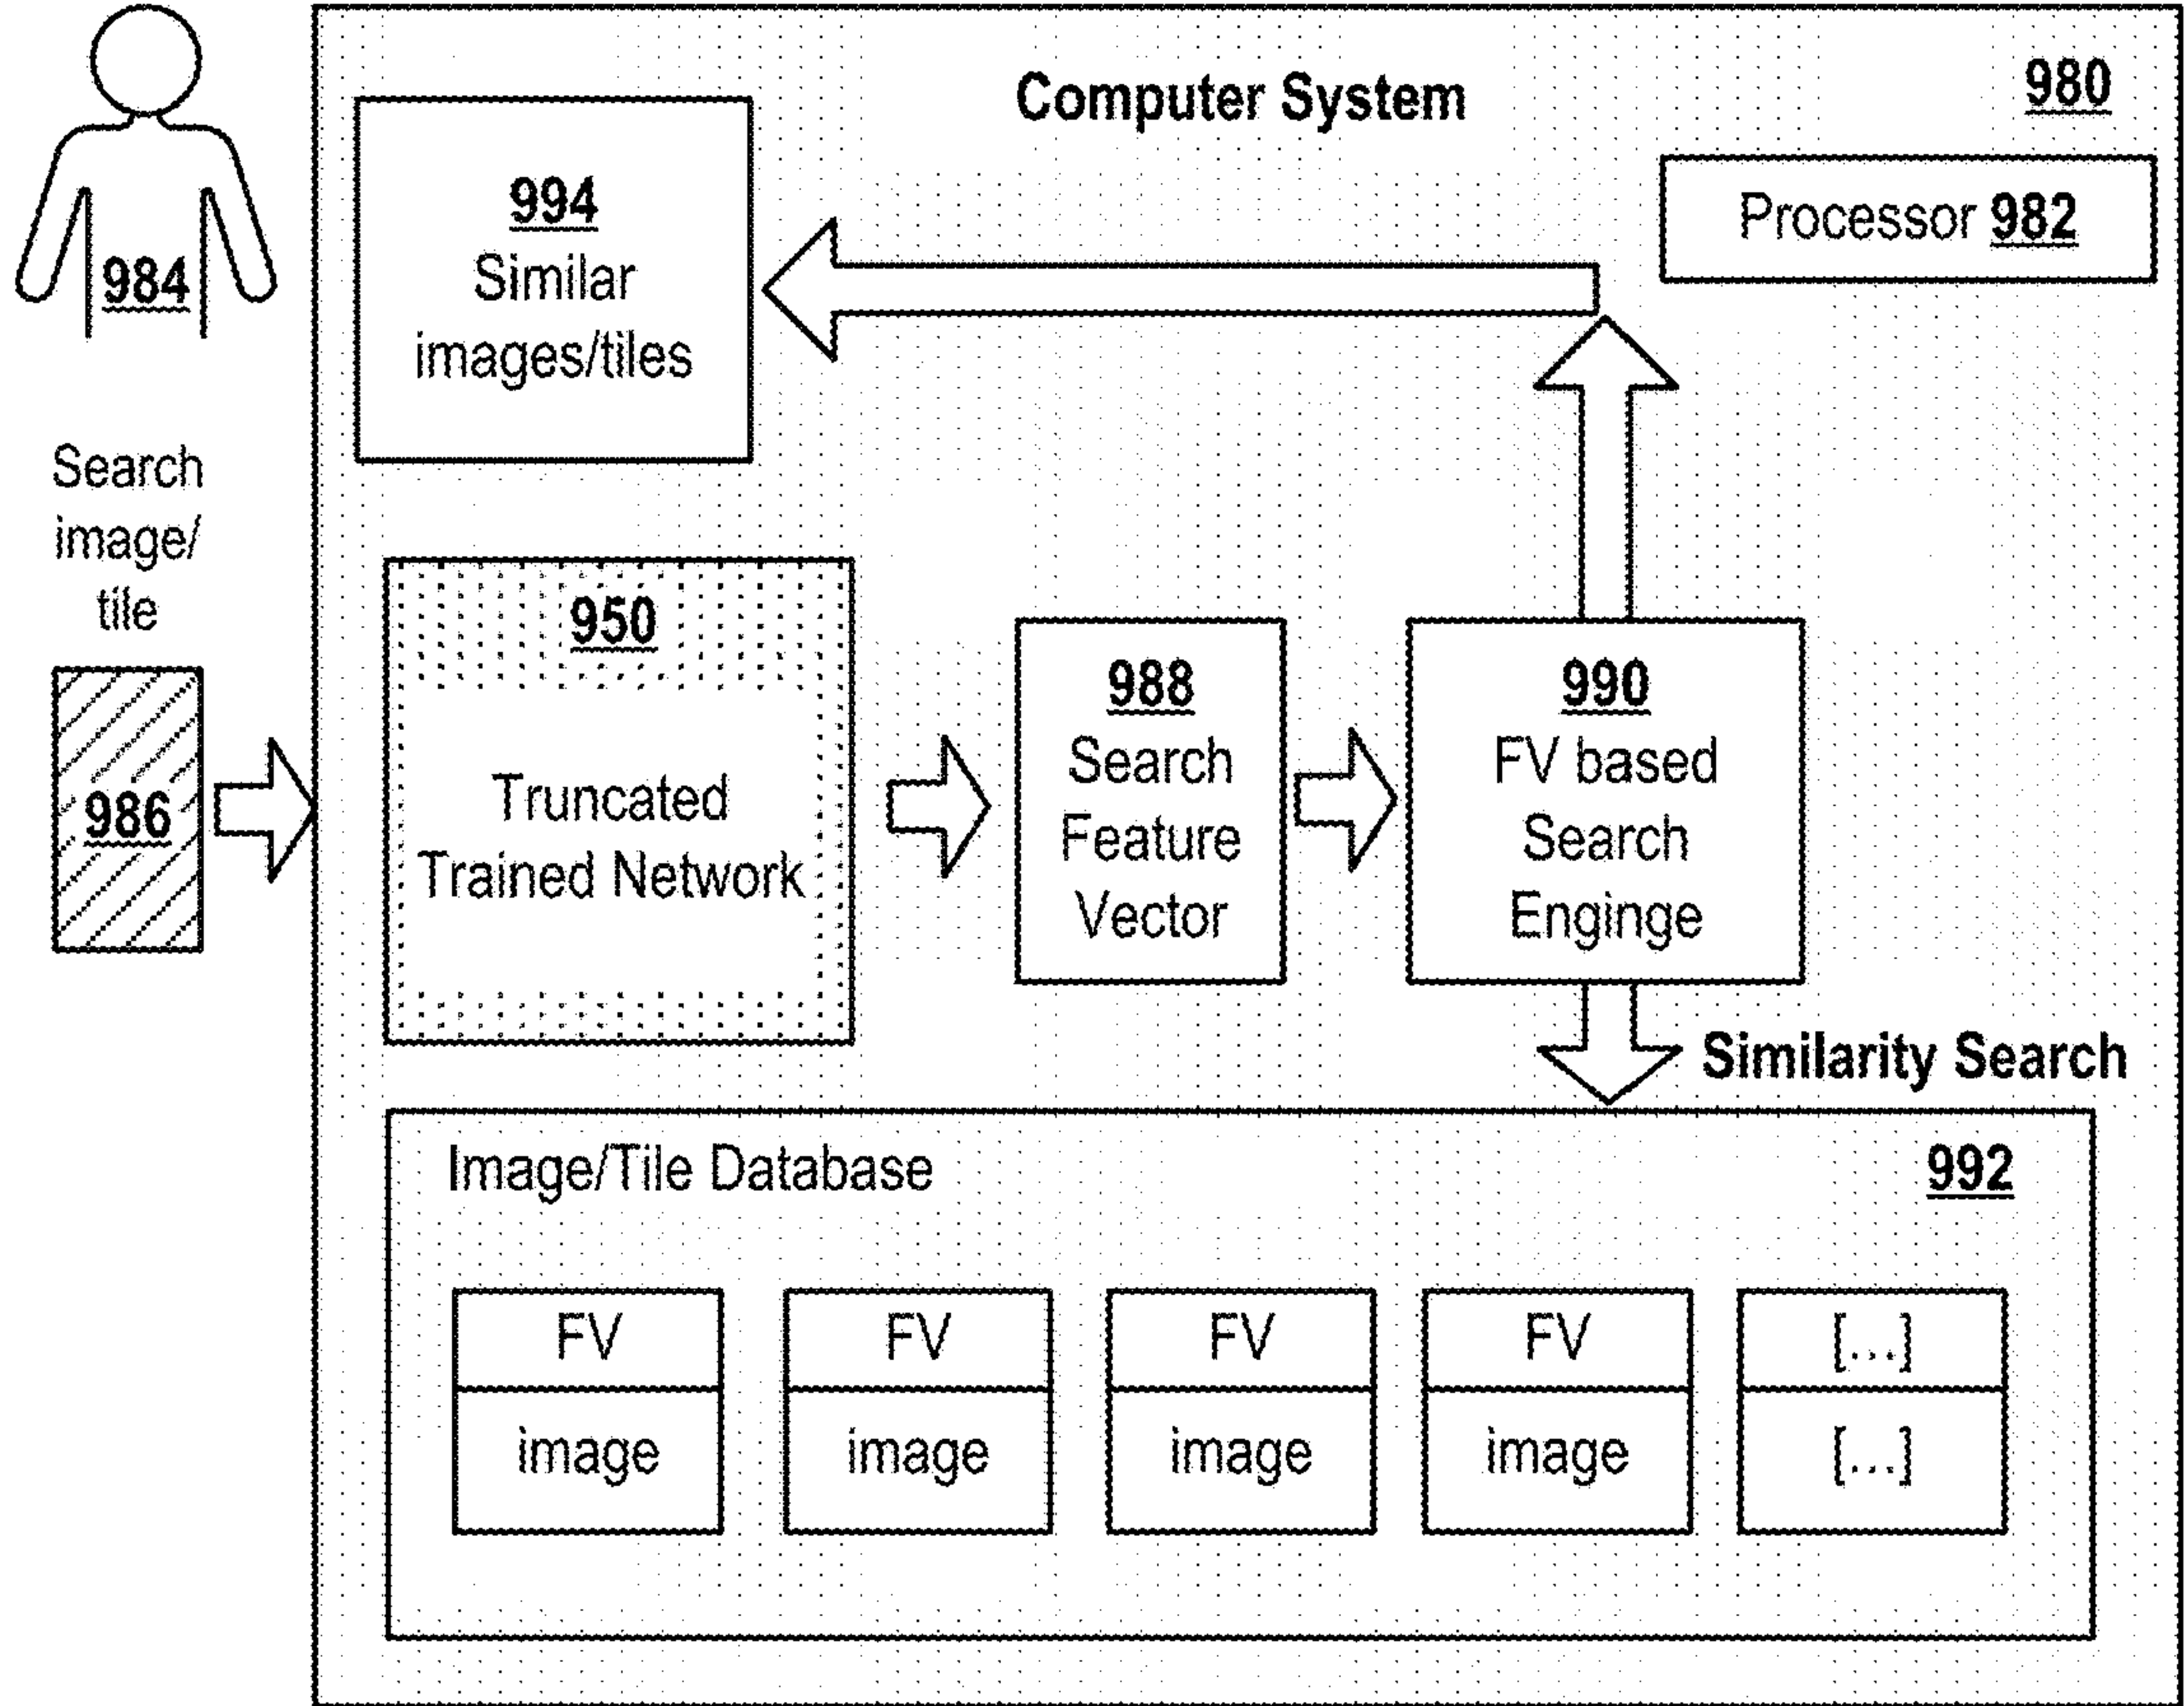 Computer System
980
Processor 982
984
994
Similar
images/tiles
Search
image/
tile
986
950
Truncated
Trained Network
988
Search
Feature
Vector
990
FV based
Search
Enginge
Similarity Search
Image/Tile Database
992
FV
image
FV
image
FV
image
FV
image
[...]
[...]